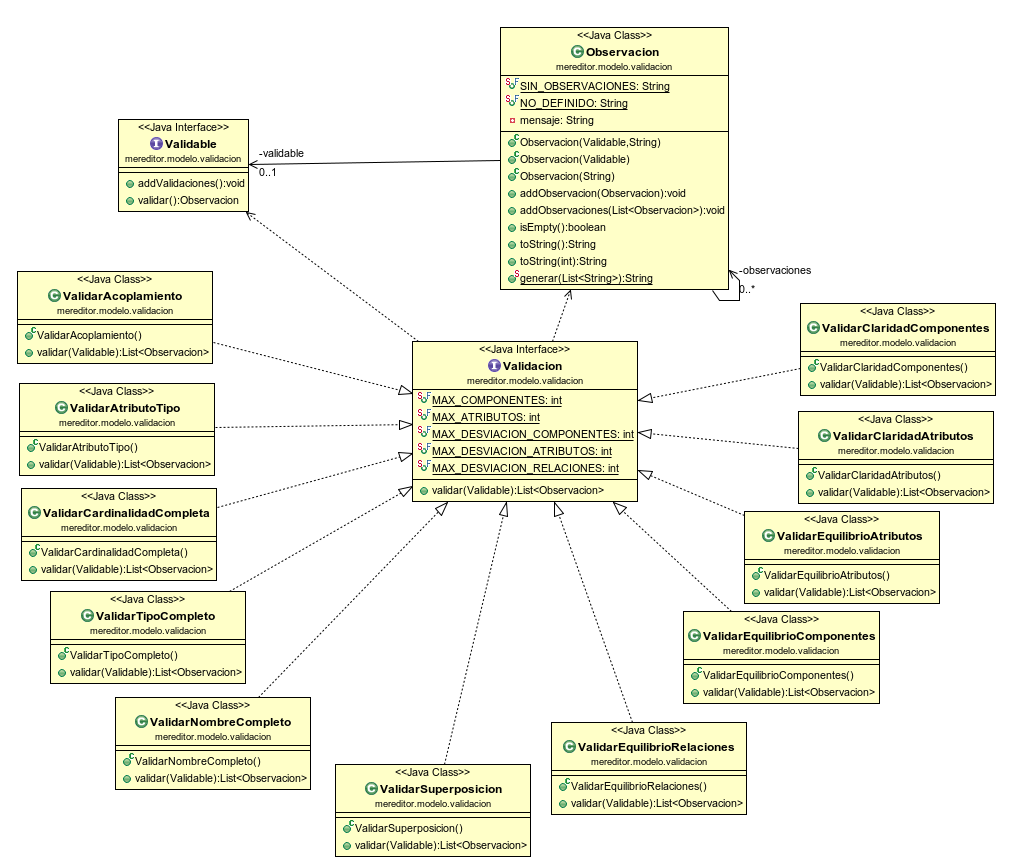 <<Java Class>>
Observacion
mereditor.modelo.validacion
SIN_OBSERVACIONES: String
NO_DEFINIDO: String
mensaje: String
Observacion(Validable,String)
Observacion(Validable)
Observacion(String)
addObservacion(Observacion):void
addObservaciones(List<Observacion>):void
isEmpty():boolean
toString():String
toString(int):String
generar(List<String>):String
<<Java Interface>>
Validable
mereditor.modelo.validacion
addValidaciones():void
validar():Observacion
-validable
0..1
-observaciones
0..*
<<Java Class>>
ValidarAcoplamiento
mereditor.modelo.validacion
ValidarAcoplamiento()
validar(Validable):List<Observacion>
<<Java Interface>>
Validacion
mereditor.modelo.validacion
MAX_COMPONENTES: int
MAX_ATRIBUTOS: int
MAX_DESVIACION_COMPONENTES: int
MAX_DESVIACION_ATRIBUTOS: int
MAX_DESVIACION_RELACIONES: int
validar(Validable):List<Observacion>
<<Java Class>>
ValidarClaridadComponentes
mereditor.modelo.validacion
ValidarClaridadComponentes()
validar(Validable):List<Observacion>
<<Java Class>>
ValidarAtributoTipo
mereditor.modelo.validacion
ValidarAtributoTipo()
validar(Validable):List<Observacion>
<<Java Class>>
ValidarClaridadAtributos
mereditor.modelo.validacion
ValidarClaridadAtributos()
validar(Validable):List<Observacion>
<<Java Class>>
ValidarCardinalidadCompleta
mereditor.modelo.validacion
ValidarCardinalidadCompleta()
validar(Validable):List<Observacion>
<<Java Class>>
ValidarEquilibrioAtributos
mereditor.modelo.validacion
ValidarEquilibrioAtributos()
validar(Validable):List<Observacion>
<<Java Class>>
ValidarTipoCompleto
mereditor.modelo.validacion
ValidarTipoCompleto()
validar(Validable):List<Observacion>
<<Java Class>>
ValidarEquilibrioComponentes
mereditor.modelo.validacion
ValidarEquilibrioComponentes()
validar(Validable):List<Observacion>
<<Java Class>>
ValidarNombreCompleto
mereditor.modelo.validacion
ValidarNombreCompleto()
validar(Validable):List<Observacion>
<<Java Class>>
ValidarEquilibrioRelaciones
mereditor.modelo.validacion
ValidarEquilibrioRelaciones()
validar(Validable):List<Observacion>
<<Java Class>>
ValidarSuperposicion
mereditor.modelo.validacion
ValidarSuperposicion()
validar(Validable):List<Observacion>